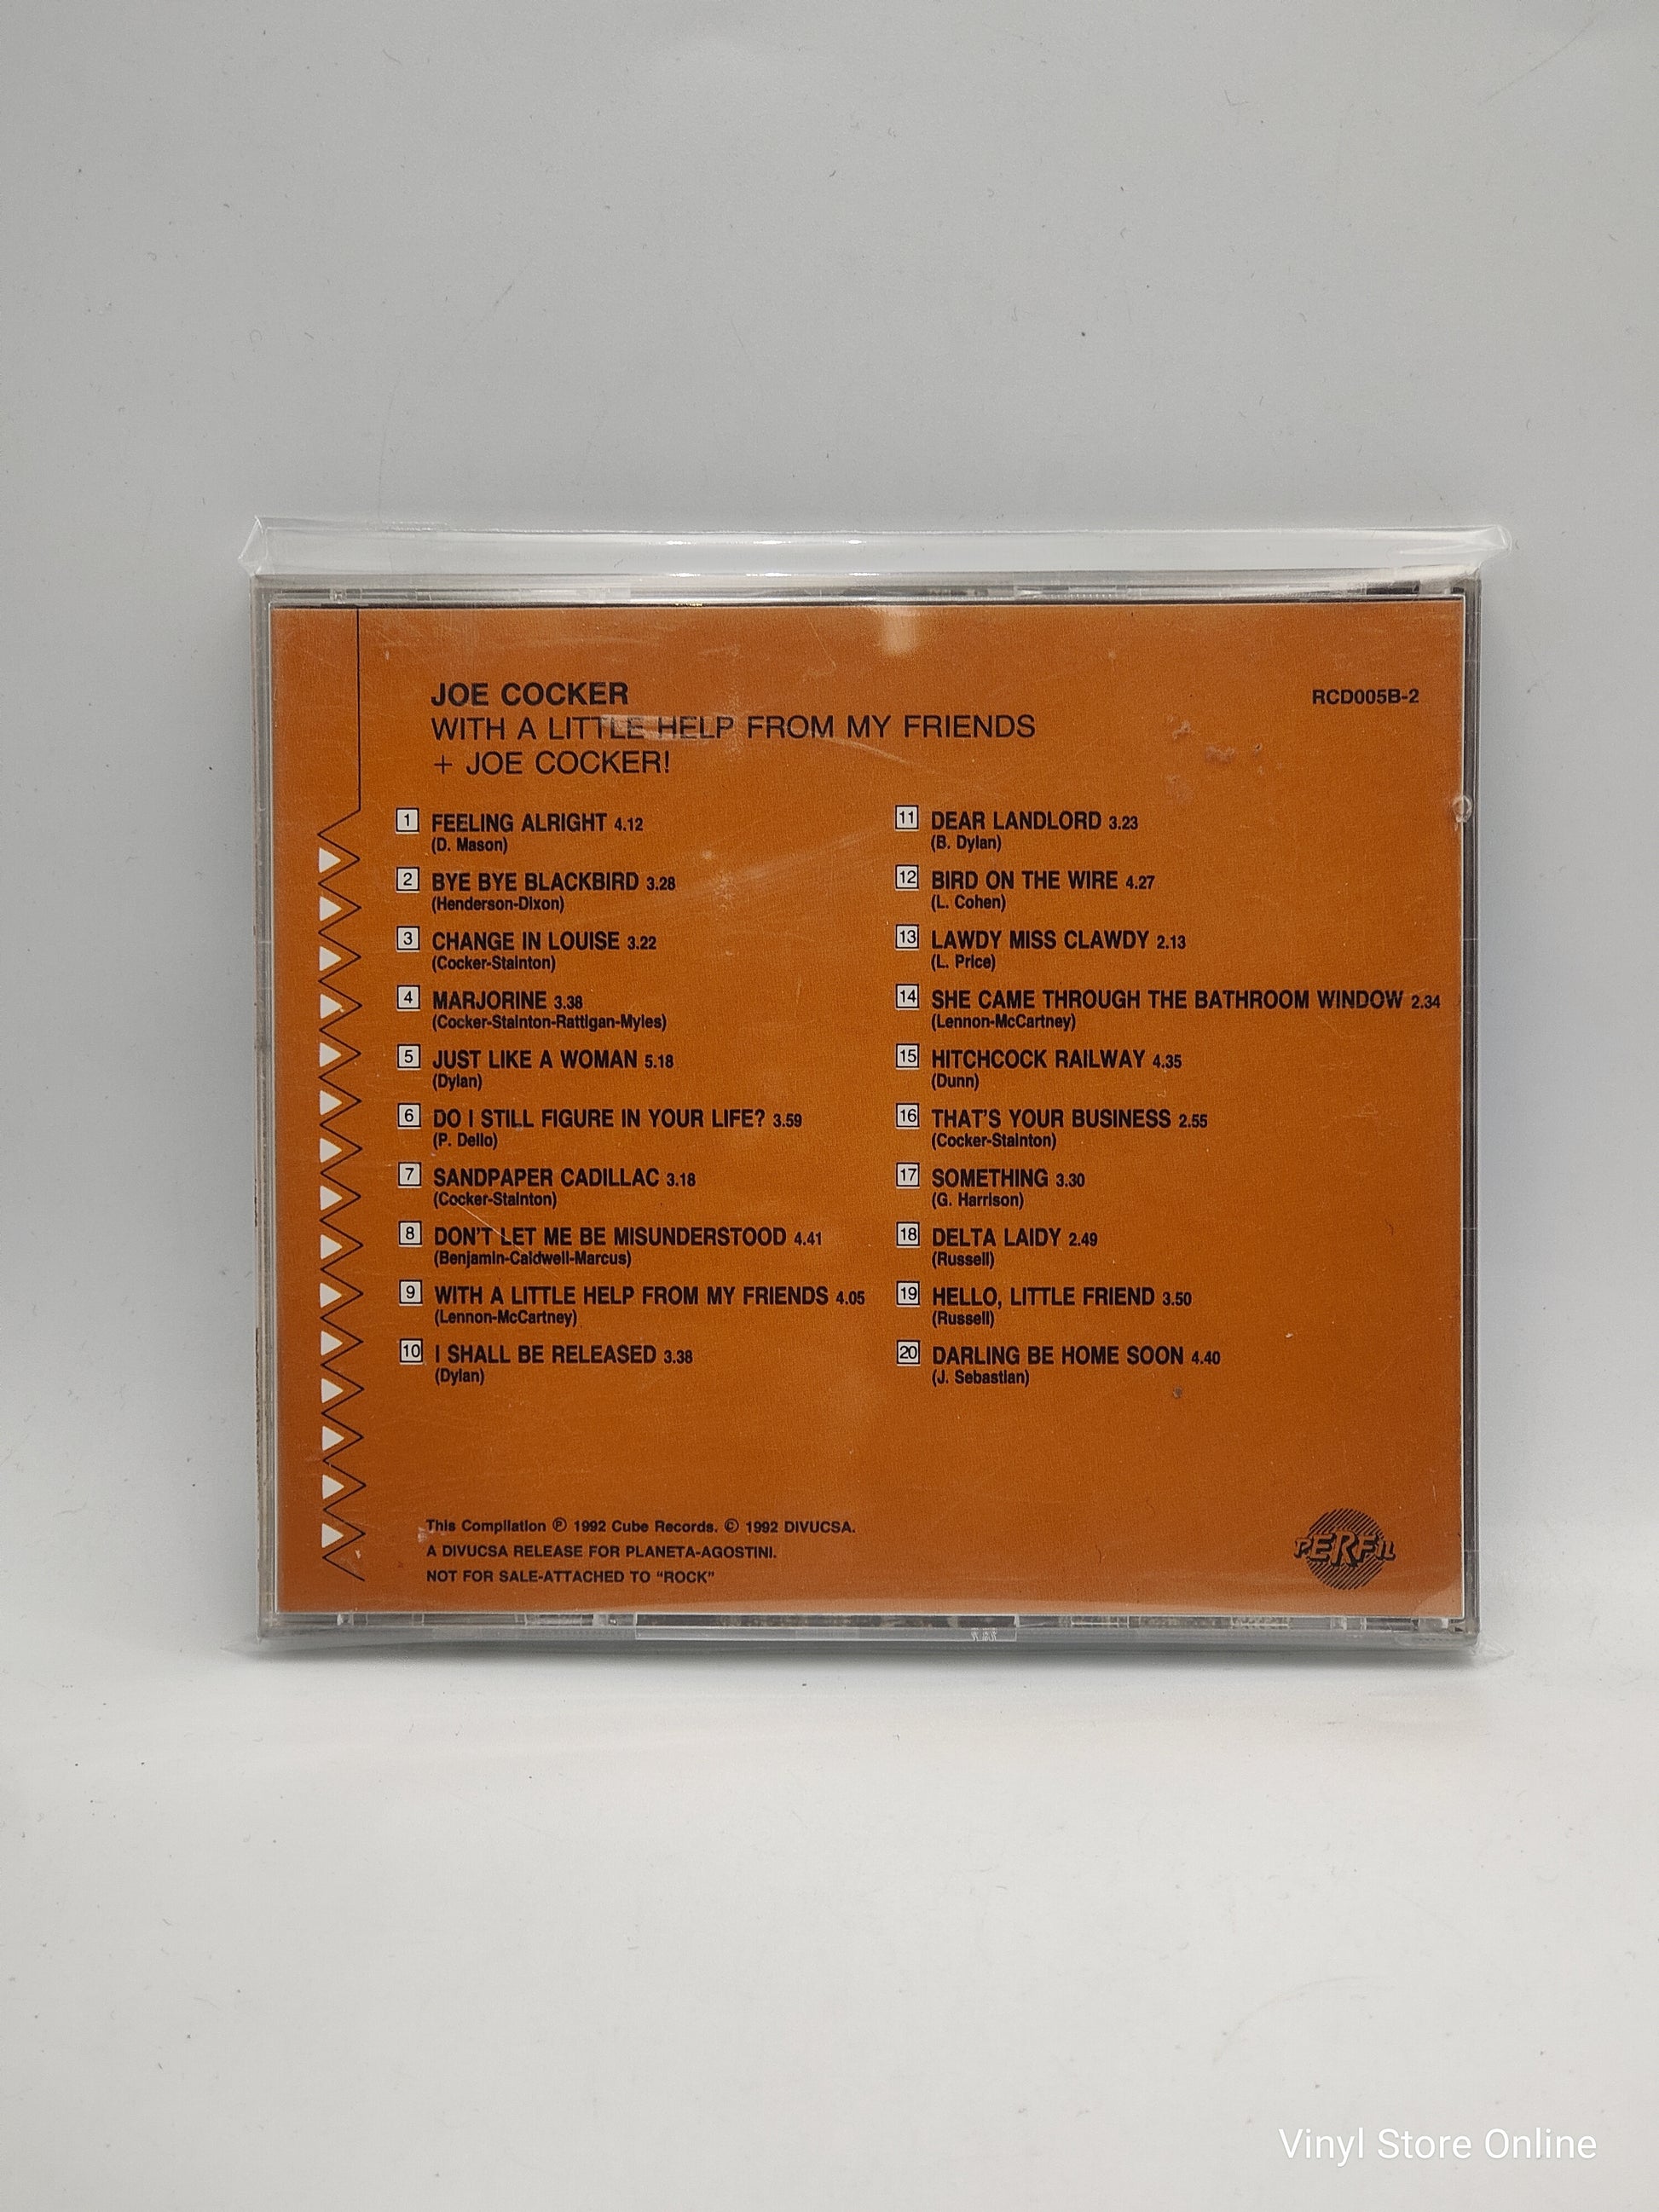 JOE COCKER
RCD005B-2
WITH A LITTLE HELP FROM MY FRIENDS
+ JOE COCKER!
1 FEELING ALRIGHT 4.12
(D. Mason)
2 BYE BYE BLACKBIRD 3.28
(Henderson-Dixon)
3 CHANGE IN LOUISE 3.22
(Cocker-Stainton)
4 MARJORINE 3.38
(Cocker-Stainton-Rattigan-Myles)
5 JUST LIKE A WOMAN 5.18
(Dylan)
6 DO I STILL FIGURE IN YOUR LIFE? 3.59
(P. Dello)
7 SANDPAPER CADILLAC 3.18
(Cocker-Stainton)
8 DON'T LET ME BE MISUNDERSTOOD 4.41
(Benjamin-Caldwell-Marcus)
9 WITH A LITTLE HELP FROM MY FRIENDS 4.05
(Lennon-McCartney)
10 I SHALL BE RELEASED 3.38
(Dylan)
11 DEAR LANDLORD 3.23
(B. Dylan)
12 BIRD ON THE WIRE 4.27
(L. Cohen)
13 LAWDY MISS CLAWDY 2.13
(L. Price)
14 SHE CAME THROUGH THE BATHROOM WINDOW 2.34
(Lennon-McCartney)
15 HITCHCOCK RAILWAY 4.35
(Dunn)
16 THAT'S YOUR BUSINESS 2.55
(Cocker-Stainton)
17 SOMETHING 3.30
(G. Harrison)
18 DELTA LAIDY 2.49
(Russell)
19 HELLO, LITTLE FRIEND 3.50
(Russell)
20 DARLING BE HOME SOON 4.40
(J. Sebastian)
This Compilation ℗ 1992 Cube Records. © 1992 DIVUCSA.
A DIVUCSA RELEASE FOR PLANETA-AGOSTINI.
NOT FOR SALE-ATTACHED TO "ROCK"
PERFIL
Vinyl Store Online